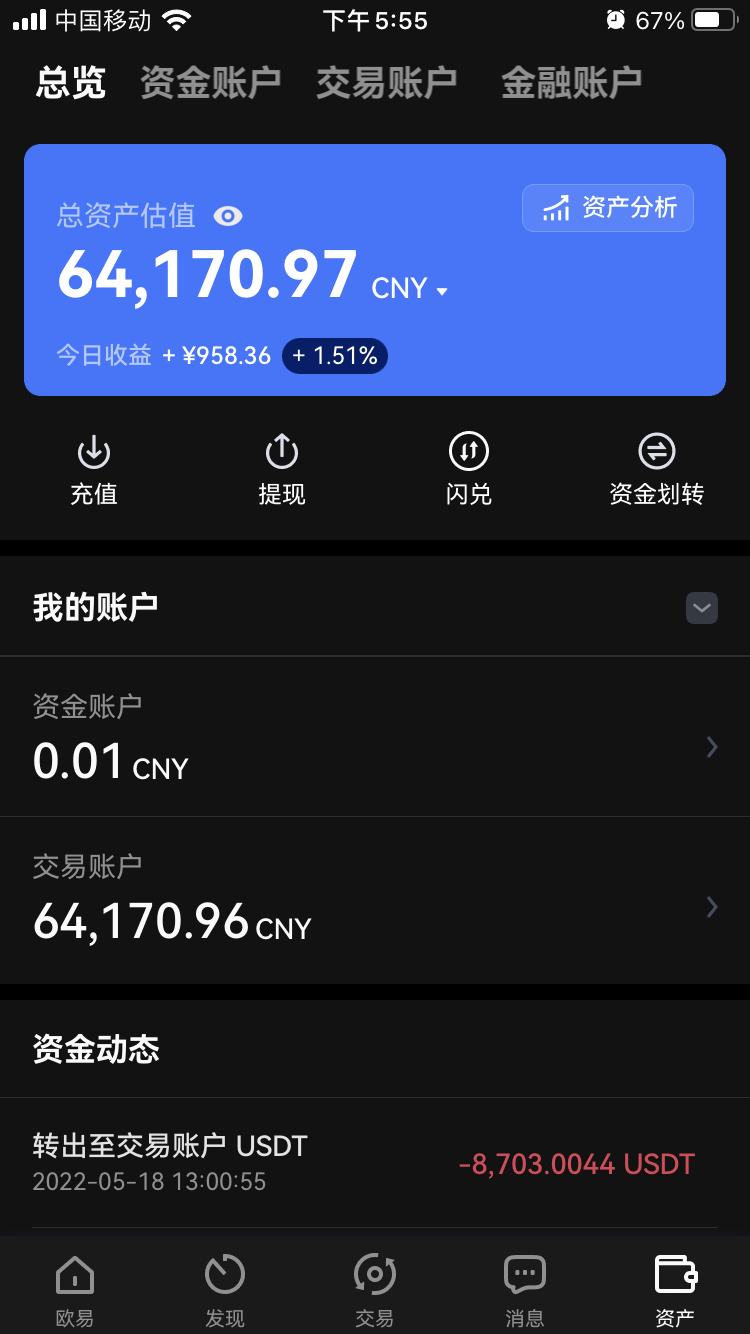 中国移动 下午5:55 67%
总览 资金账户 交易账户 金融账户
总资产估值 资产分析
64,170.97 CNY
今日收益 + ¥958.36 + 1.51%
充值 提现 闪兑 资金划转
我的账户
资金账户
0.01 CNY
交易账户
64,170.96 CNY
资金动态
转出至交易账户 USDT
-8,703.0044 USDT
2022-05-18 13:00:55
欧易 发现 交易 消息 资产